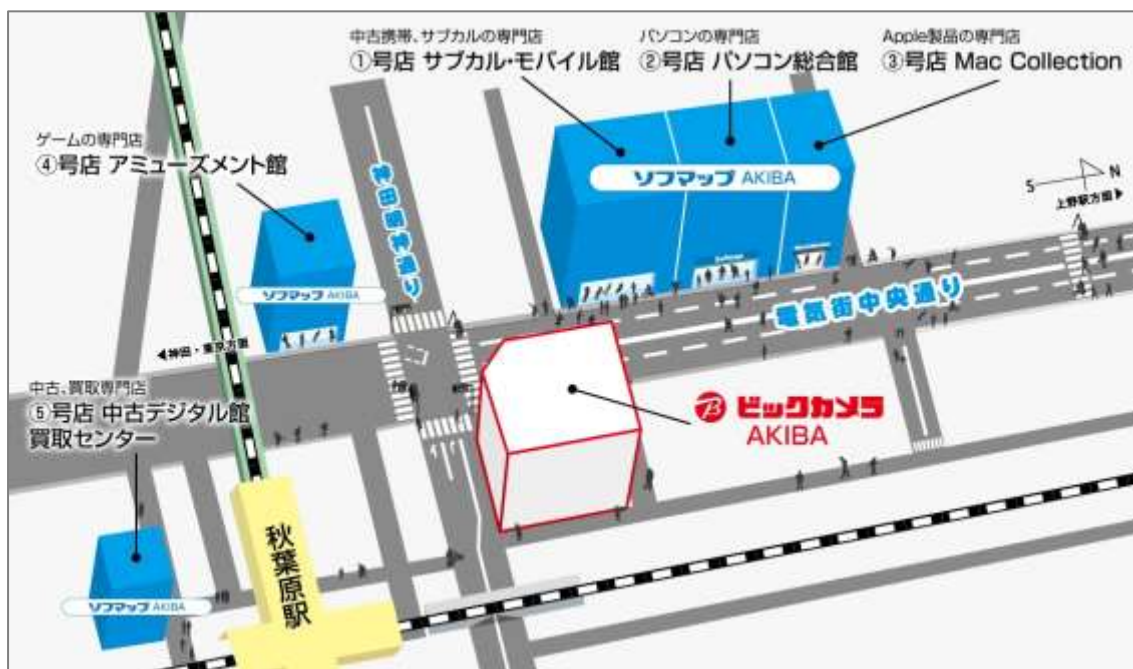 中古携帯、サブカルの専門店
①号店 サブカル・モバイル館
パソコンの専門店
②号店 パソコン総合館
Apple製品の専門店
③号店 Mac Collection
ゲームの専門店
④号店 アミューズメント館
神田明神通り
ソフマップ AKIBA
S
N
上野駅方面▶
ソフマップ AKIBA
電気街中央通り
◀神田・東京方面
中古、買取専門店
⑤号店 中古デジタル館
買取センター
ビックカメラ
AKIBA
秋葉原駅
ソフマップ AKIBA